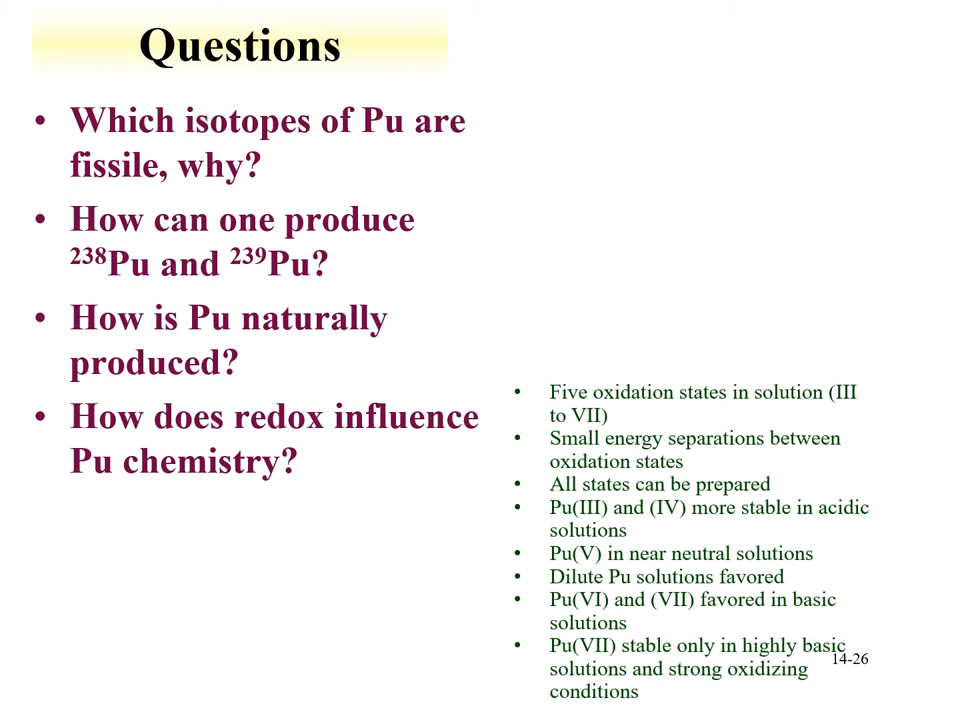 Questions
• Which isotopes of Pu are
fissile, why?
• How can one produce
²³⁸Pu and ²³⁹Pu?
• How is Pu naturally
produced?
• How does redox influence
Pu chemistry?
• Five oxidation states in solution (III
to VII)
• Small energy separations between
oxidation states
• All states can be prepared
• Pu(III) and (IV) more stable in acidic
solutions
• Pu(V) in near neutral solutions
• Dilute Pu solutions favored
• Pu(VI) and (VII) favored in basic
solutions
• Pu(VII) stable only in highly basic
solutions and strong oxidizing
conditions
14-26